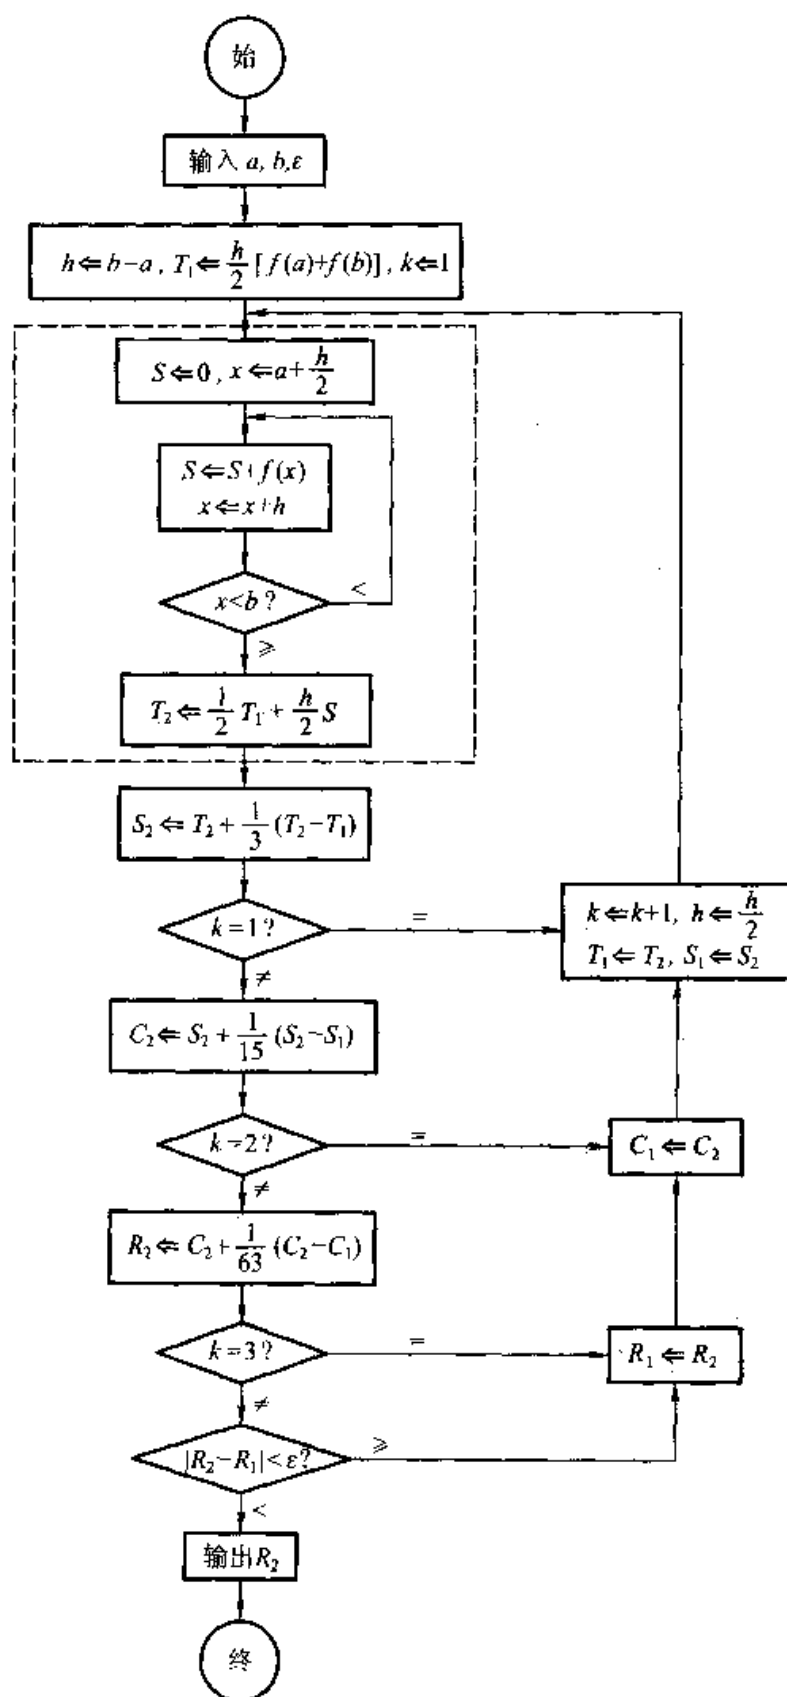 始
输入 a, b, ε
h⇐b−a, T₁⇐h/2[f(a)+f(b)], k⇐1
S⇐0, x⇐a+h/2
S⇐S+f(x)
x⇐x+h
x<b?
<
≥
T₂⇐1/2 T₁+h/2 S
S₂⇐T₂+1/3(T₂−T₁)
k=1?
=
k⇐k+1, h⇐h/2
T₁⇐T₂, S₁⇐S₂
≠
C₂⇐S₂+1/15(S₂−S₁)
k=2?
=
C₁⇐C₂
≠
R₂⇐C₂+1/63(C₂−C₁)
k=3?
=
R₁⇐R₂
≠
|R₂−R₁|<ε?
≥
<
输出R₂
终